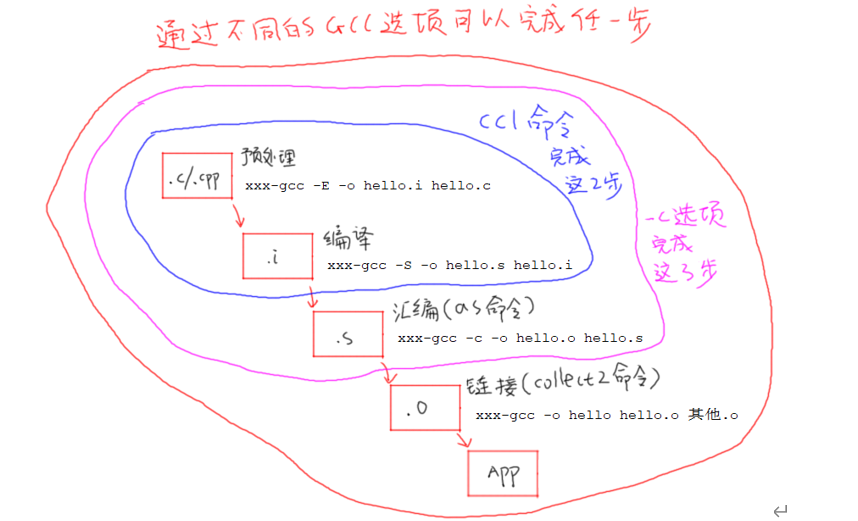 通过不同的GCC选项可以完成任一步
cc1命令
完成
这2步
预处理
.c/.cpp
xxx-gcc -E -o hello.i hello.c
-c选项
完成
这3步
编译
.i
xxx-gcc -S -o hello.s hello.i
汇编(as命令)
.s
xxx-gcc -c -o hello.o hello.s
链接(collect2命令)
.o
xxx-gcc -o hello hello.o 其他.o
APP